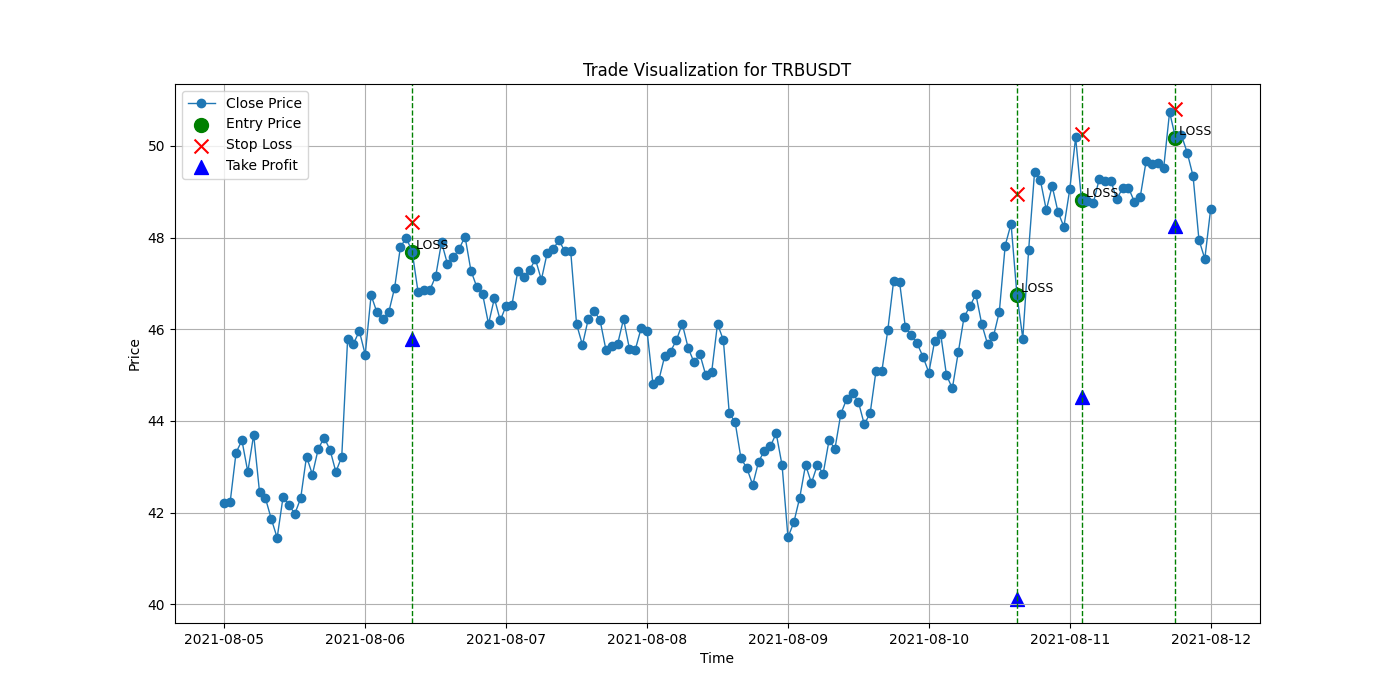 Trade Visualization for TRBUSDT
Close Price
Entry Price
Stop Loss
Take Profit
LOSS
LOSS
LOSS
LOSS
Price
50
48
46
44
42
40
2021-08-05
2021-08-06
2021-08-07
2021-08-08
2021-08-09
2021-08-10
2021-08-11
2021-08-12
Time